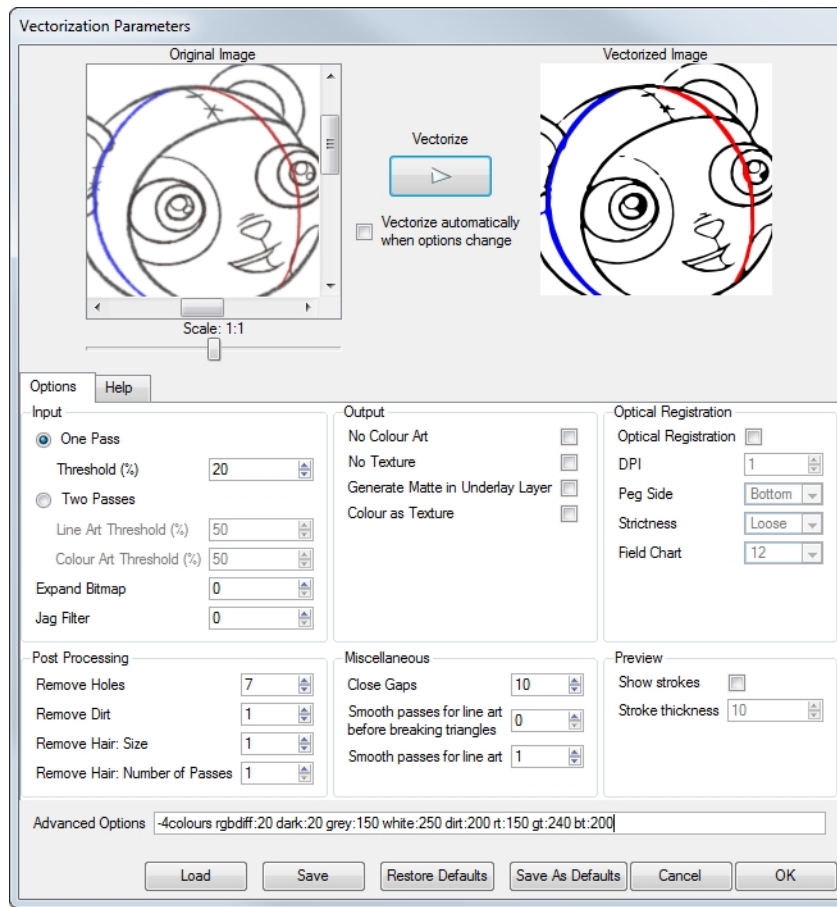 Vectorization Parameters
Original Image
Vectorized Image
Vectorize
Vectorize automatically
when options change
Scale: 1:1
Options Help
Input
One Pass
Threshold (%) 20
Two Passes
Line Art Threshold (%) 50
Colour Art Threshold (%) 50
Expand Bitmap 0
Jag Filter 0
Output
No Colour Art
No Texture
Generate Matte in Underlay Layer
Colour as Texture
Optical Registration
Optical Registration
DPI 1
Peg Side Bottom
Strictness Loose
Field Chart 12
Post Processing
Remove Holes 7
Remove Dirt 1
Remove Hair: Size 1
Remove Hair: Number of Passes 1
Miscellaneous
Close Gaps 10
Smooth passes for line art
before breaking triangles 0
Smooth passes for line art 1
Preview
Show strokes
Stroke thickness 10
Advanced Options -4colours rgbdiff:20 dark:20 grey:150 white:250 dirt:200 rt:150 gt:240 bt:200
Load Save Restore Defaults Save As Defaults Cancel OK